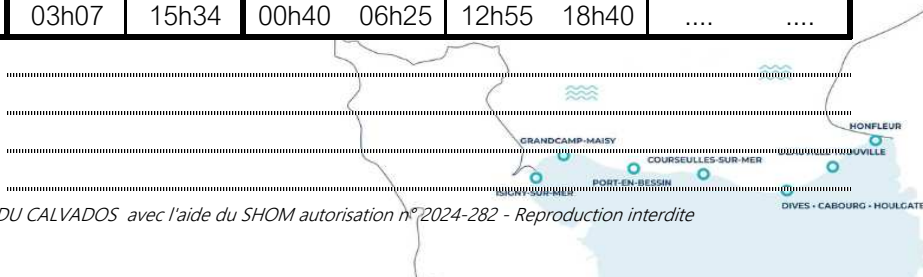 03h07 15h34 00h40 06h25 12h55 18h40 .... ....
HONFLEUR
GRANDCAMP-MAISY
COURSEULLES-SUR-MER
PORT-EN-BESSIN
ISIGNY-SUR-MER
DIVES • CABOURG • HOULGATE
DU CALVADOS avec l'aide du SHOM autorisation n° 2024-282 - Reproduction interdite